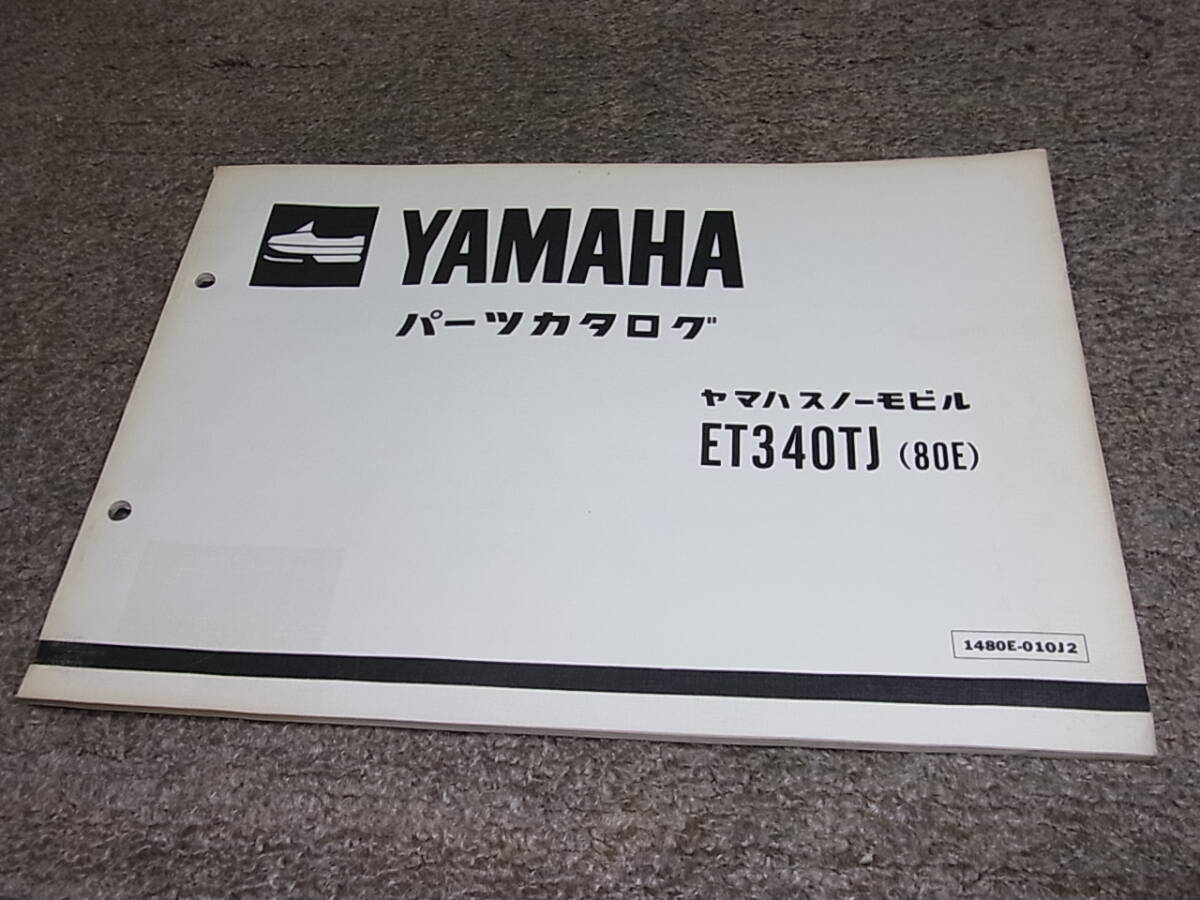 YAMAHA
パーツカタログ
ヤマハスノーモビル
ET340TJ (80E)
1480E-010J2